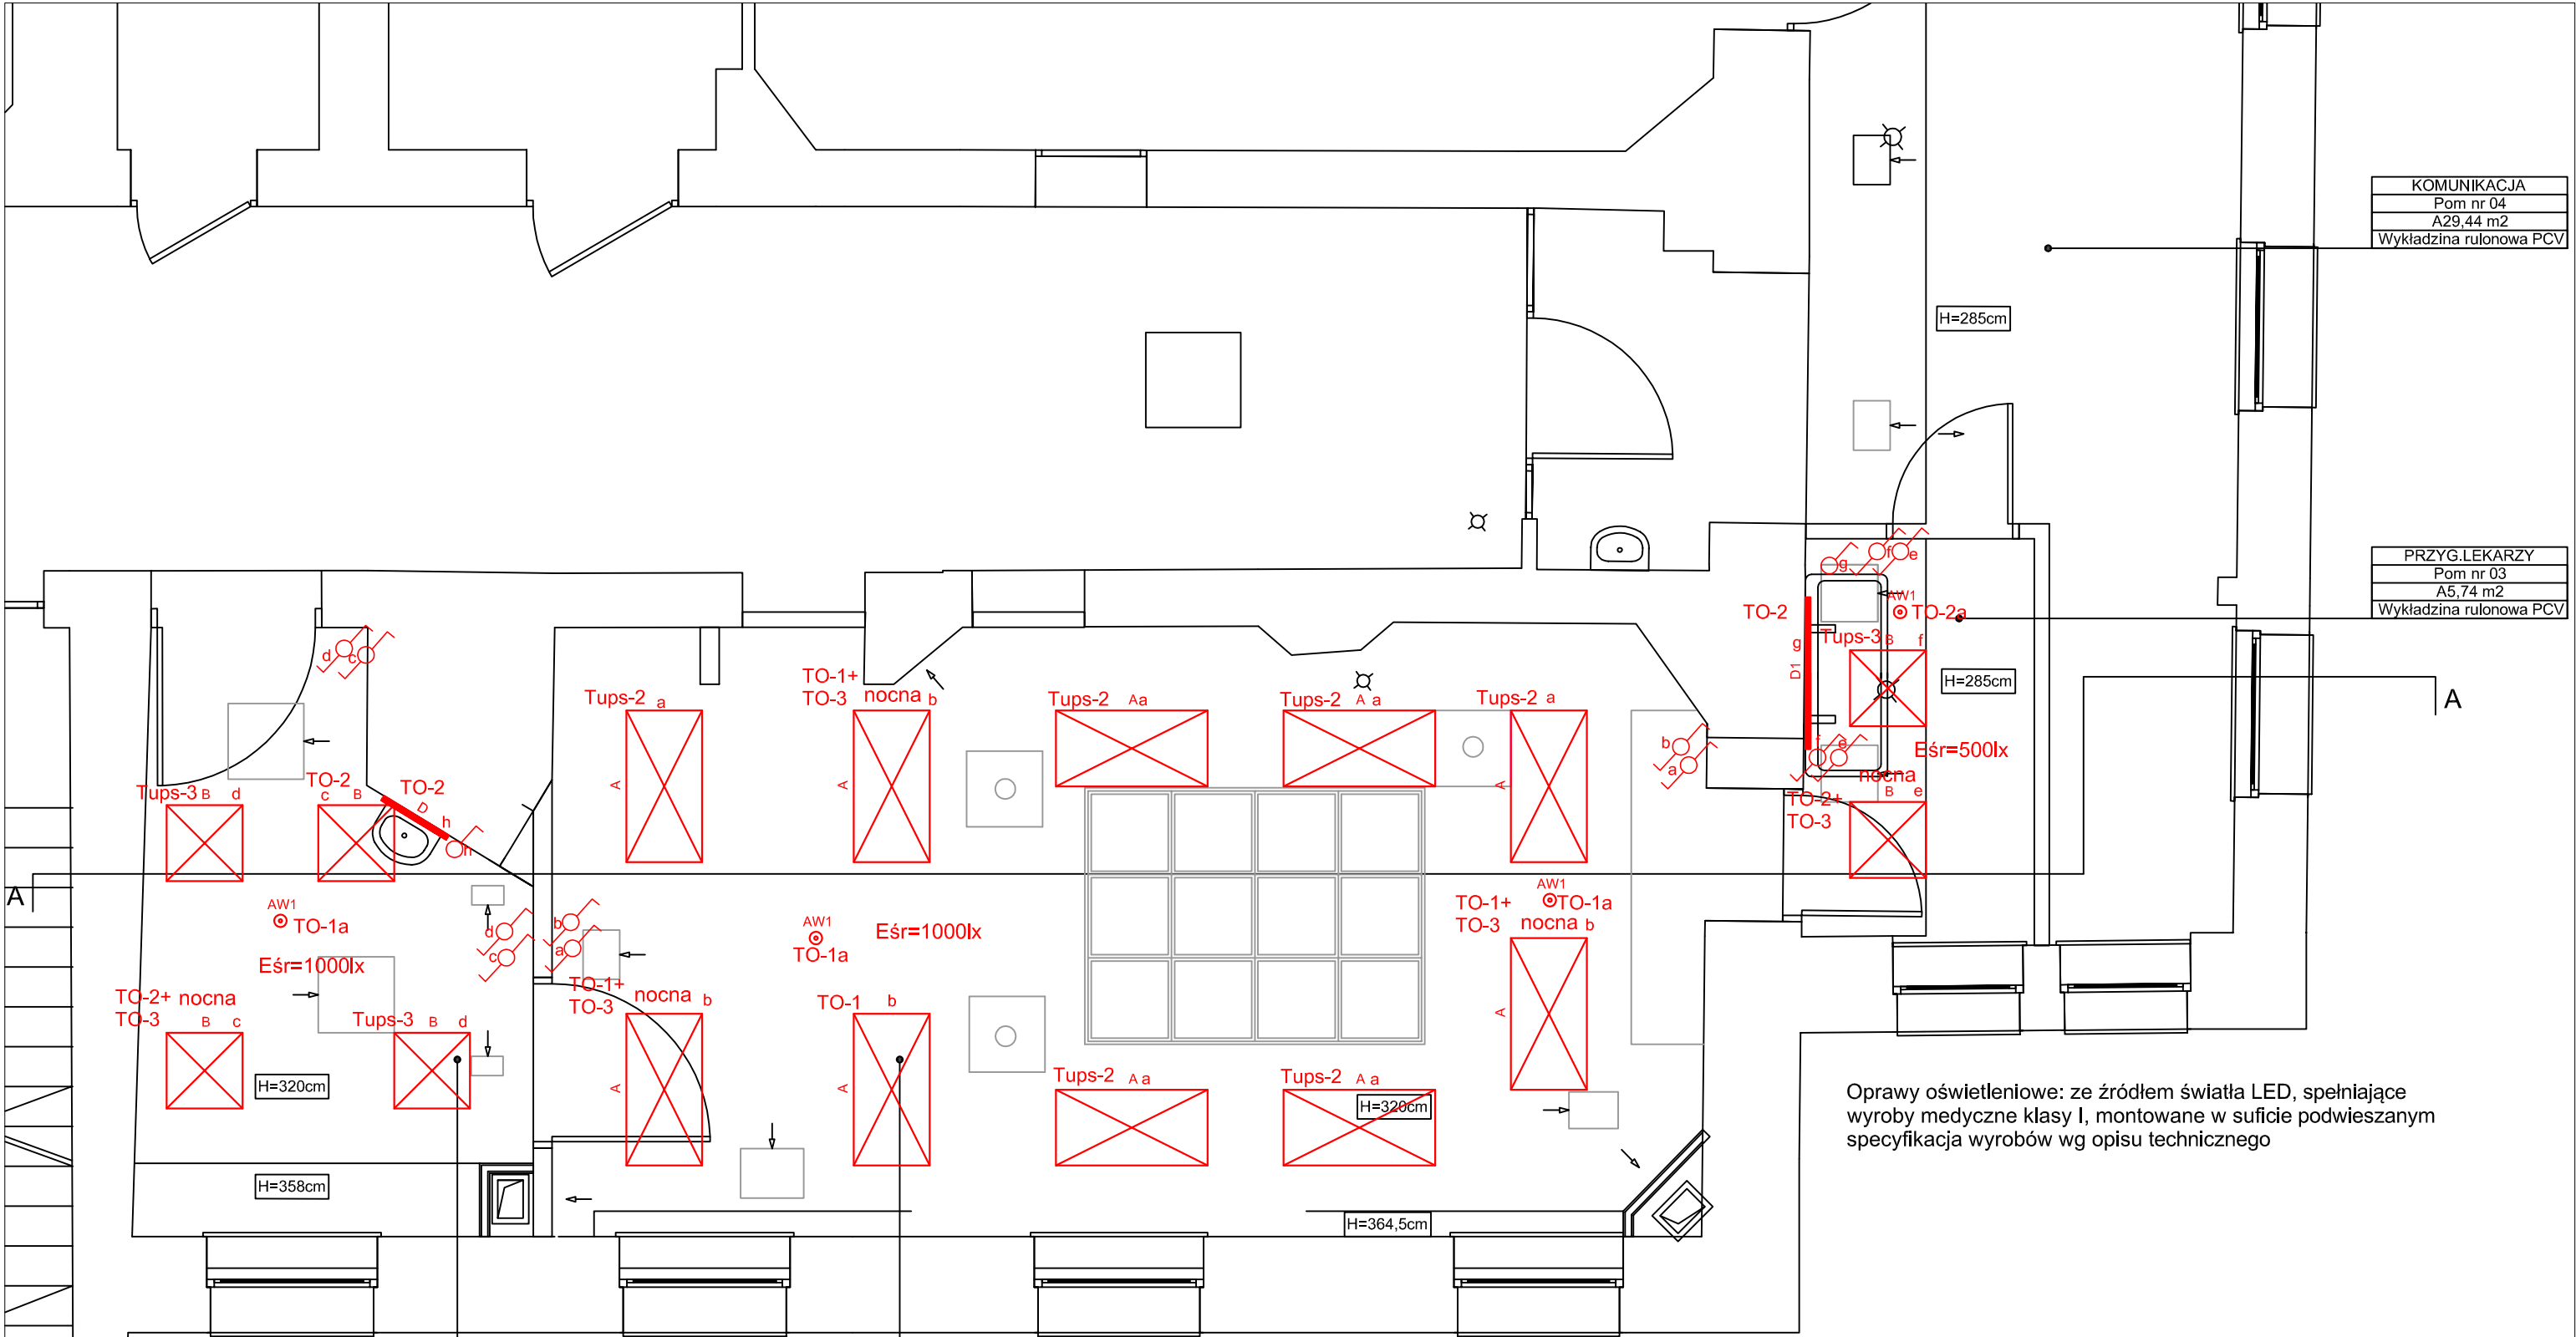 KOMUNIKACJA
Pom nr 04
A29,44 m2
Wykładzina rulonowa PCV
H=285cm
PRZYG.LEKARZY
Pom nr 03
A5,74 m2
Wykładzina rulonowa PCV
g
f
e
AW1
TO-2
TO-2a
Tups-3 B f
g
D1
H=285cm
A
Eśr=500lx
f
e
nocna
B e
TO-2+
TO-3
d
c
Tups-2 a
A
TO-1+
TO-3 nocna b
A
Tups-2 A a
Tups-2 A a
Tups-2 a
A
b
a
Tups-3 B d
TO-2
c B
TO-2
D
h
h
A
AW1
TO-1a
d
c
b
a
AW1
TO-1a
Eśr=1000lx
Eśr=1000lx
AW1
TO-1a
TO-1+
TO-3 nocna b
A
TO-2+ nocna
TO-3
B c
Tups-3 B d
TO-1+
TO-3 nocna b
A
TO-1 b
A
Tups-2 A a
Tups-2 A a
H=320cm
H=320cm
H=358cm
H=364,5cm
Oprawy oświetleniowe: ze źródłem światła LED, spełniające
wyroby medyczne klasy I, montowane w suficie podwieszanym
specyfikacja wyrobów wg opisu technicznego